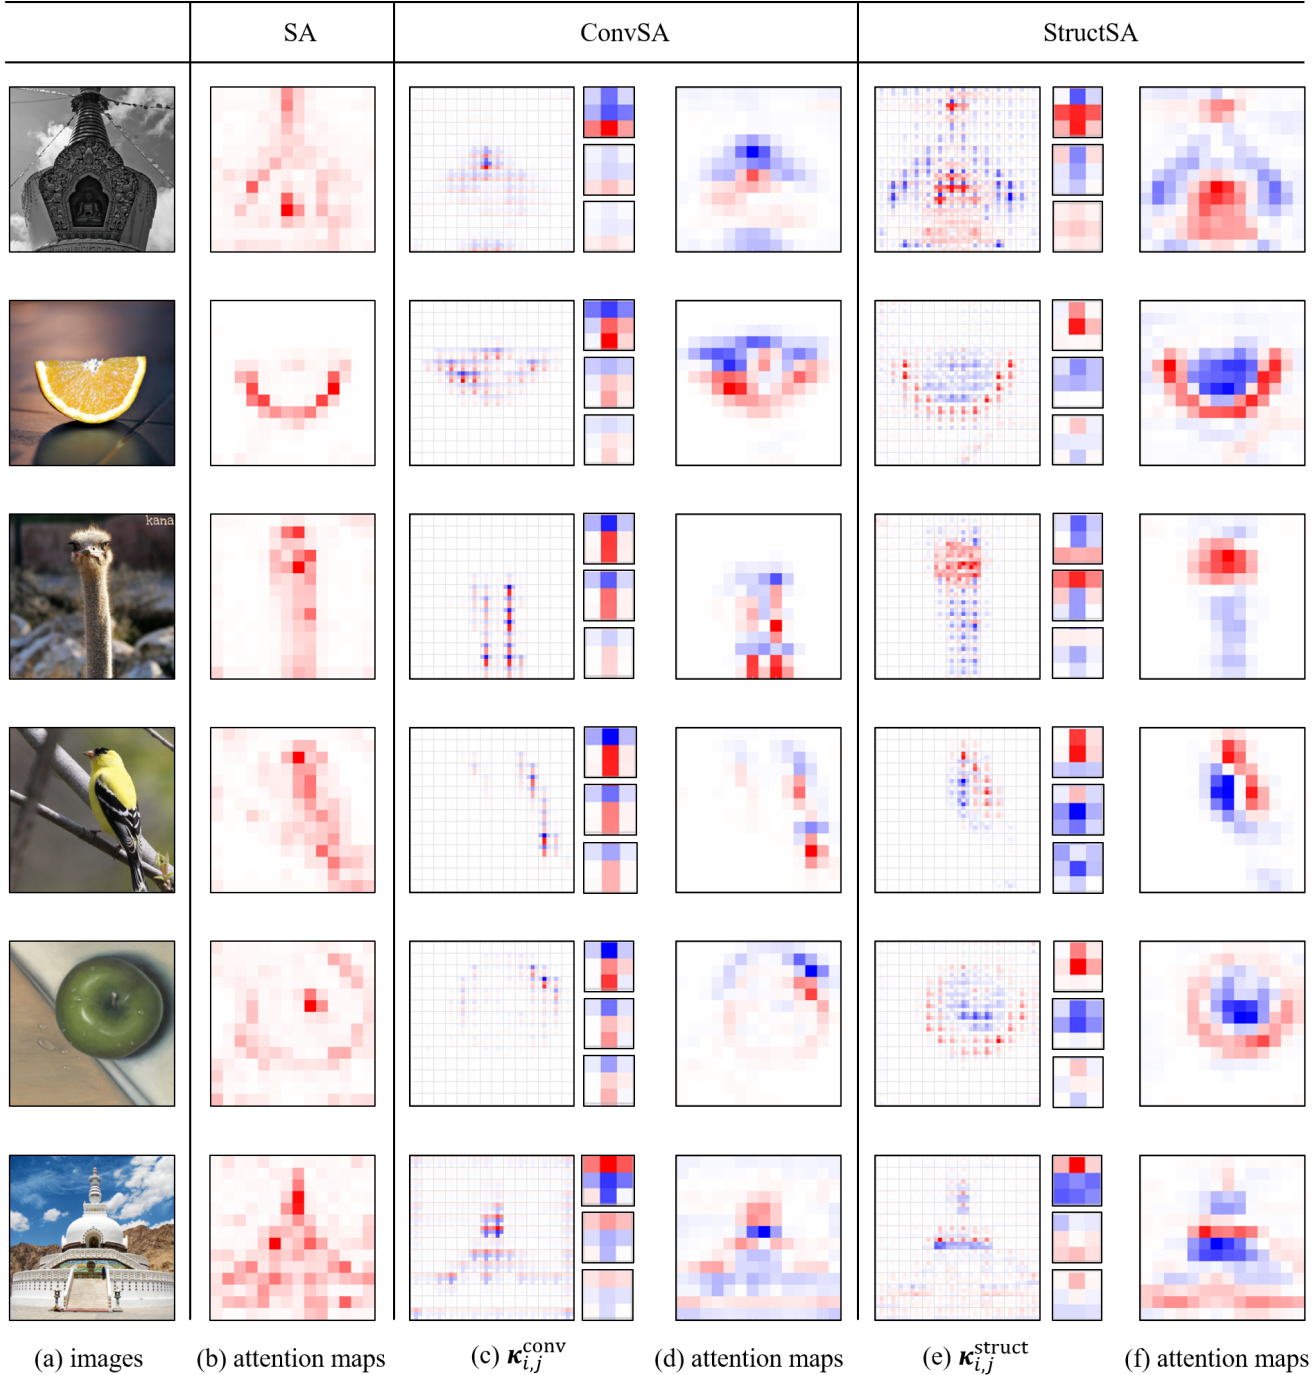 SA
ConvSA
StructSA
kana
(a) images
(b) attention maps
(c) κ_{i,j}^{conv}
(d) attention maps
(e) κ_{i,j}^{struct}
(f) attention maps